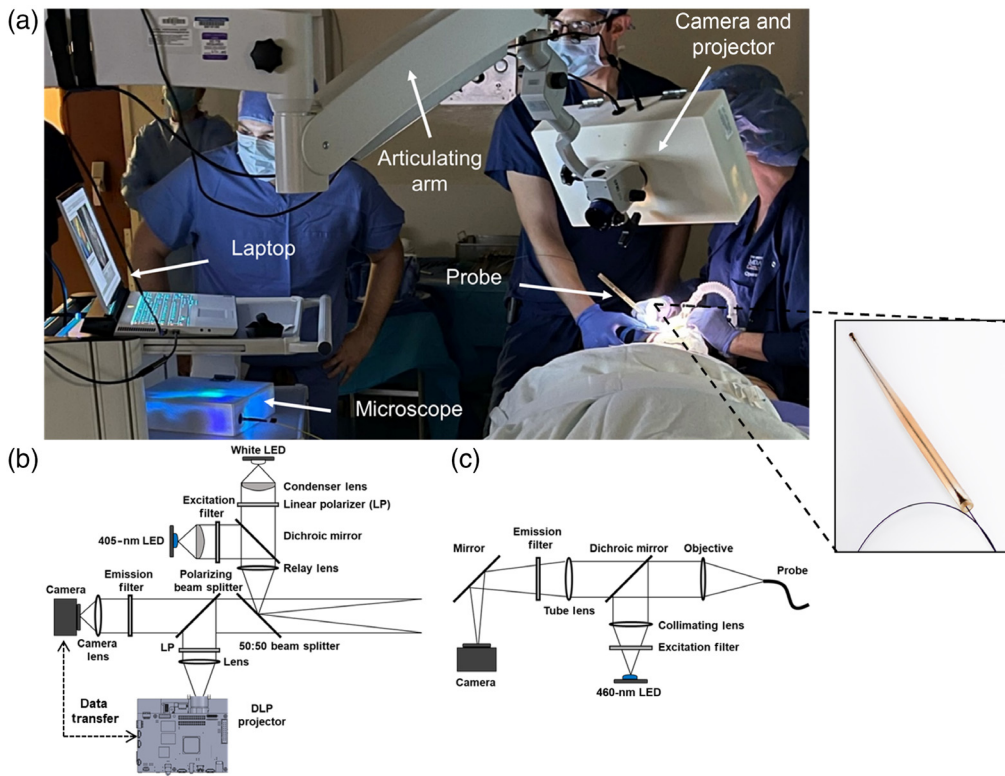 (a)
Camera and
projector
Articulating
arm
Laptop
Probe
Microscope
(b)
White LED
Condenser lens
Linear polarizer (LP)
Excitation
filter
Dichroic mirror
405-nm LED
Relay lens
Emission
filter
Polarizing
beam splitter
Camera
Camera
lens
LP
50:50 beam splitter
Lens
Data
transfer
DLP
projector
(c)
Mirror
Emission
filter
Dichroic mirror
Objective
Probe
Tube lens
Collimating lens
Excitation filter
Camera
460-nm LED